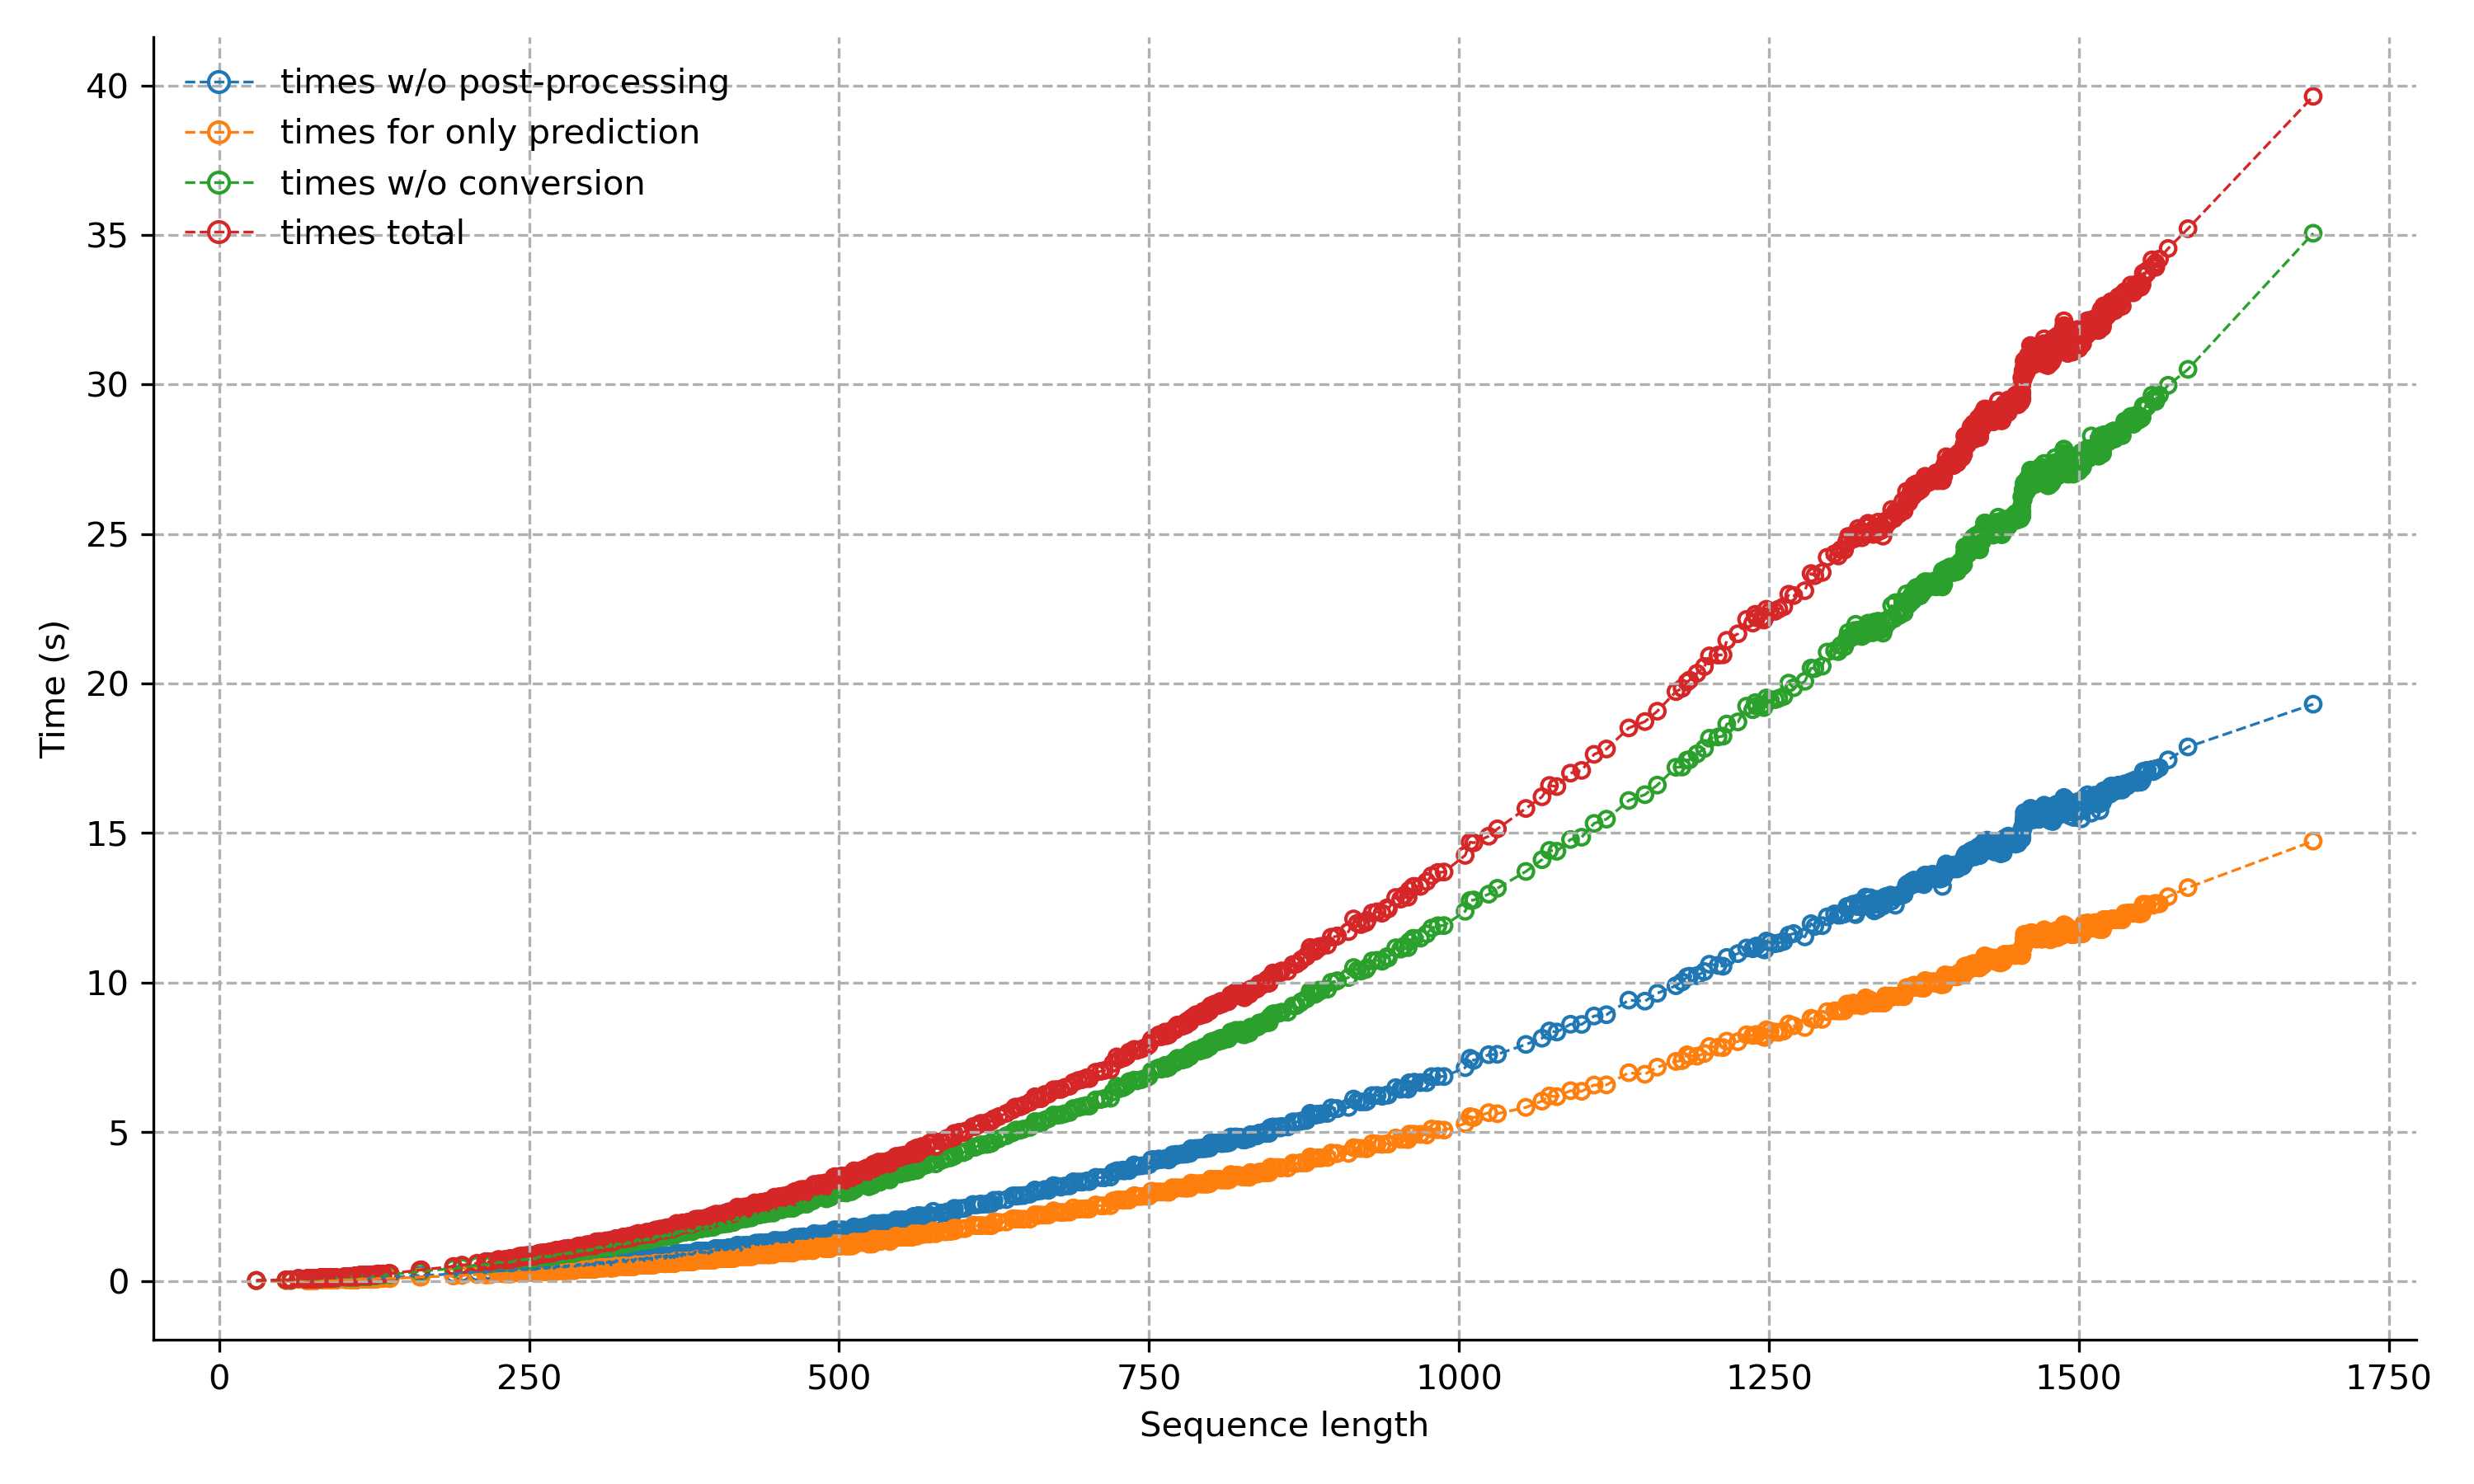 times w/o post-processing
times for only prediction
times w/o conversion
times total
40
35
30
25
20
15
10
5
0
Time (s)
0 250 500 750 1000 1250 1500 1750
Sequence length